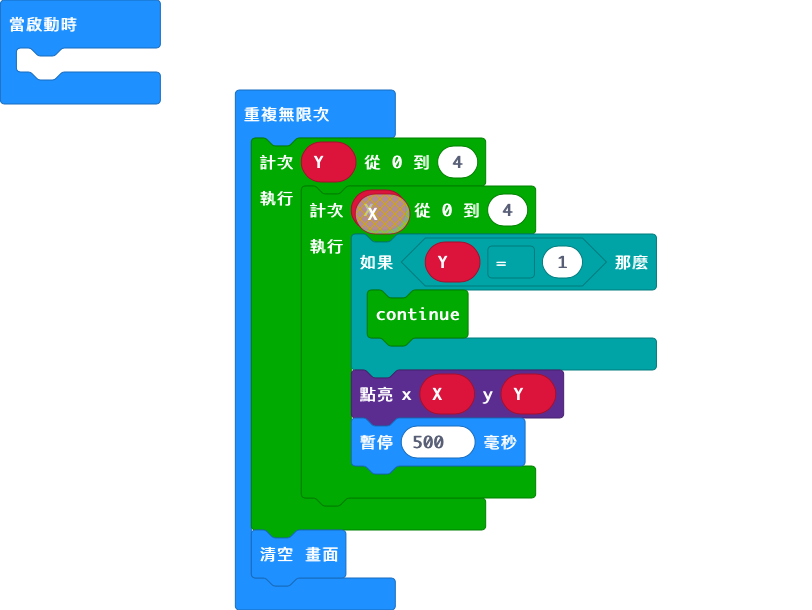 當啟動時
重複無限次
計次 Y 從 0 到 4
執行
計次 X 從 0 到 4
執行
如果 Y = 1 那麼
continue
點亮 x X y Y
暫停 500 毫秒
清空 畫面